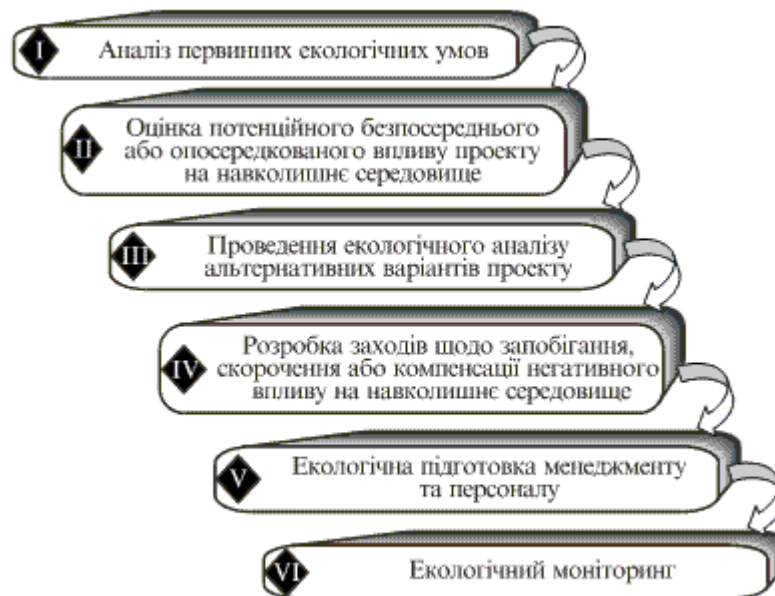 I
Аналіз первинних екологічних умов
II
Оцінка потенційного безпосереднього
або опосередкованого впливу проекту
на навколишнє середовище
III
Проведення екологічного аналізу
альтернативних варіантів проекту
IV
Розробка заходів щодо запобігання,
скорочення або компенсації негативного
впливу на навколишнє середовище
V
Екологічна підготовка менеджменту
та персоналу
VI
Екологічний моніторинг